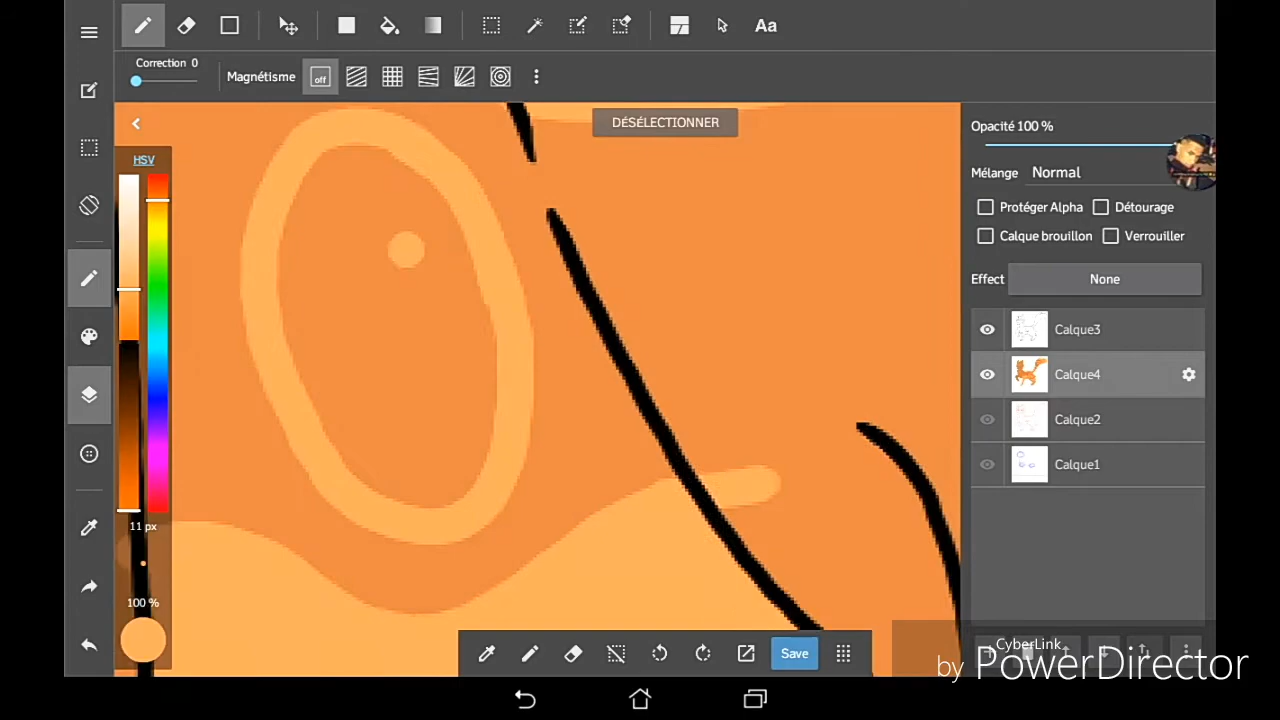 Aa
Correction 0
Magnétisme off
DÉSÉLECTIONNER
Opacité 100 %
HSV
Mélange Normal
Protéger Alpha Détourage
Calque brouillon Verrouiller
Effect None
Calque3
Calque4
Calque2
Calque1
11 px
100 %
Save
CyberLink
by PowerDirector